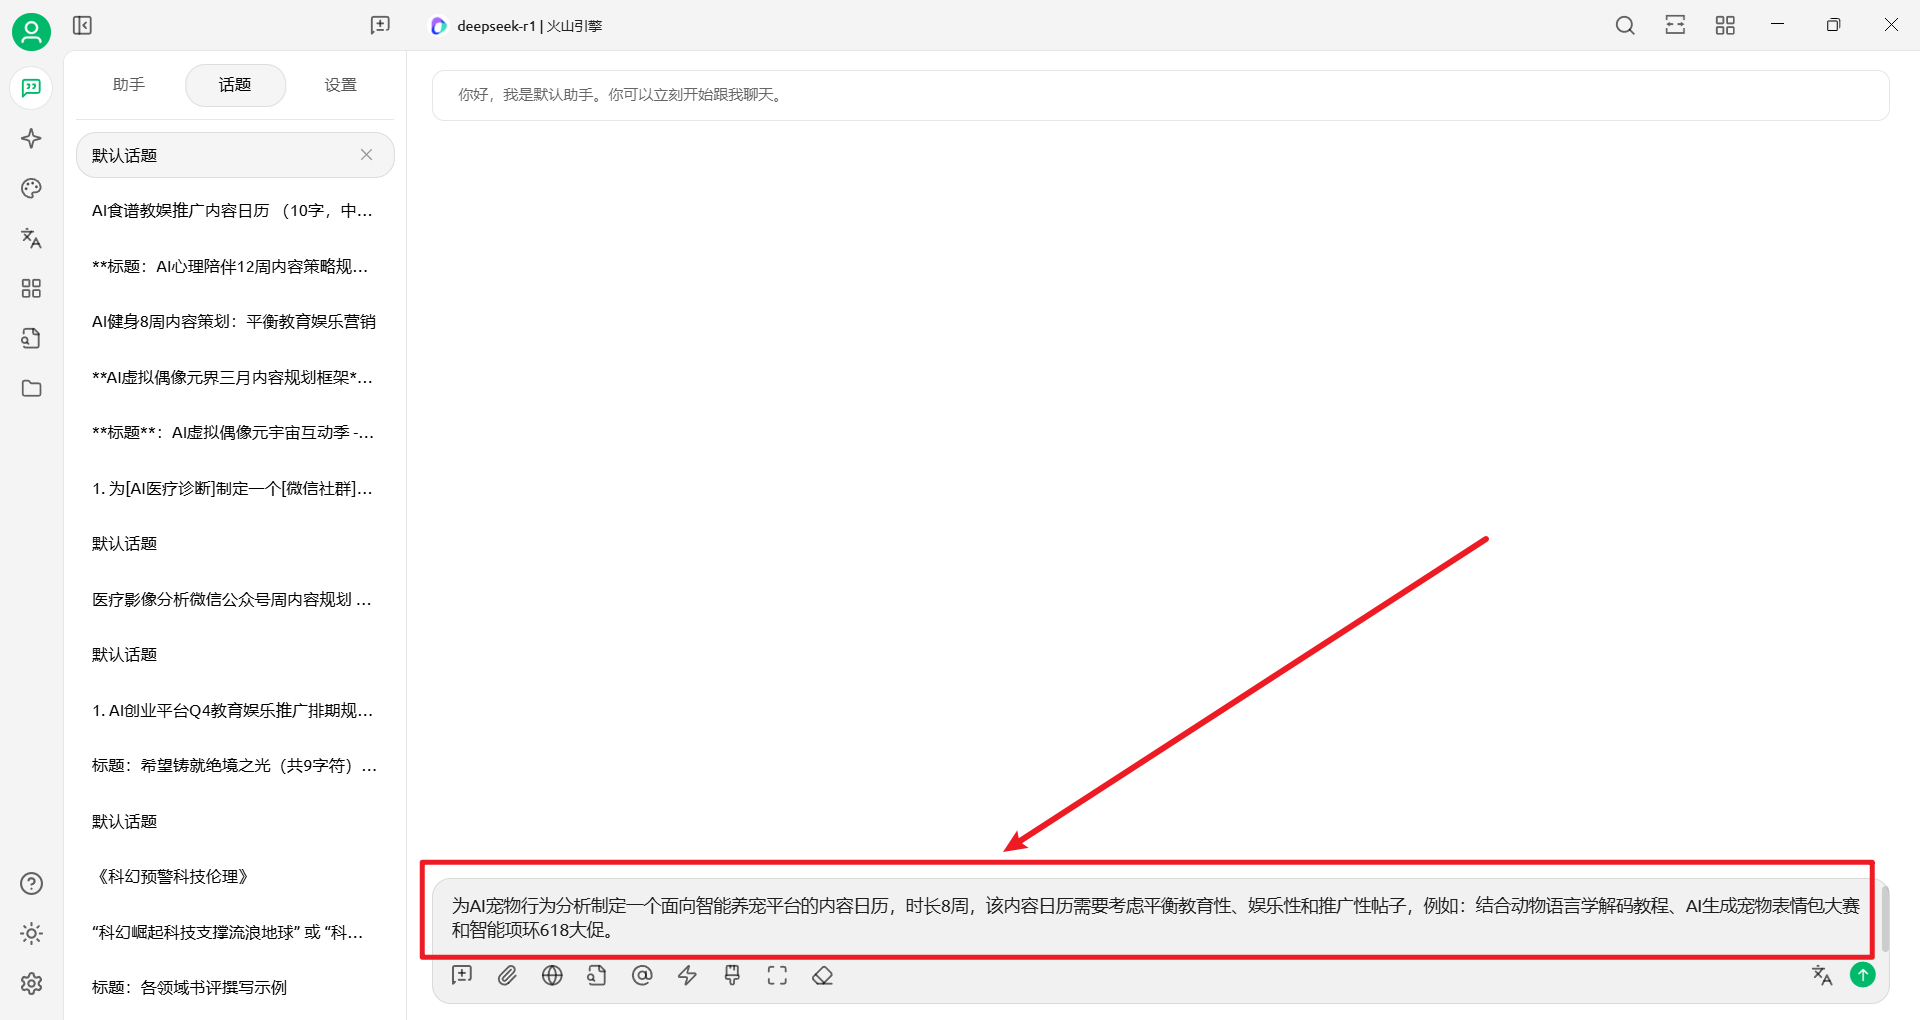 deepseek-r1 | 火山引擎
助手
话题
设置
你好，我是默认助手。你可以立刻开始跟我聊天。
默认话题
AI食谱教娱推广内容日历 （10字，中...
**标题：AI心理陪伴12周内容策略规...
AI健身8周内容策划：平衡教育娱乐营销
**AI虚拟偶像元界三月内容规划框架*...
**标题**：AI虚拟偶像元宇宙互动季 -...
1. 为[AI医疗诊断]制定一个[微信社群]...
默认话题
医疗影像分析微信公众号周内容规划 ...
默认话题
1. AI创业平台Q4教育娱乐推广排期规...
标题：希望铸就绝境之光（共9字符）...
默认话题
《科幻预警科技伦理》
“科幻崛起科技支撑流浪地球” 或 “科...
标题：各领域书评撰写示例
为AI宠物行为分析制定一个面向智能养宠平台的内容日历，时长8周，该内容日历需要考虑平衡教育性、娱乐性和推广性帖子，例如：结合动物语言学解码教程、AI生成宠物表情包大赛
和智能项环618大促。